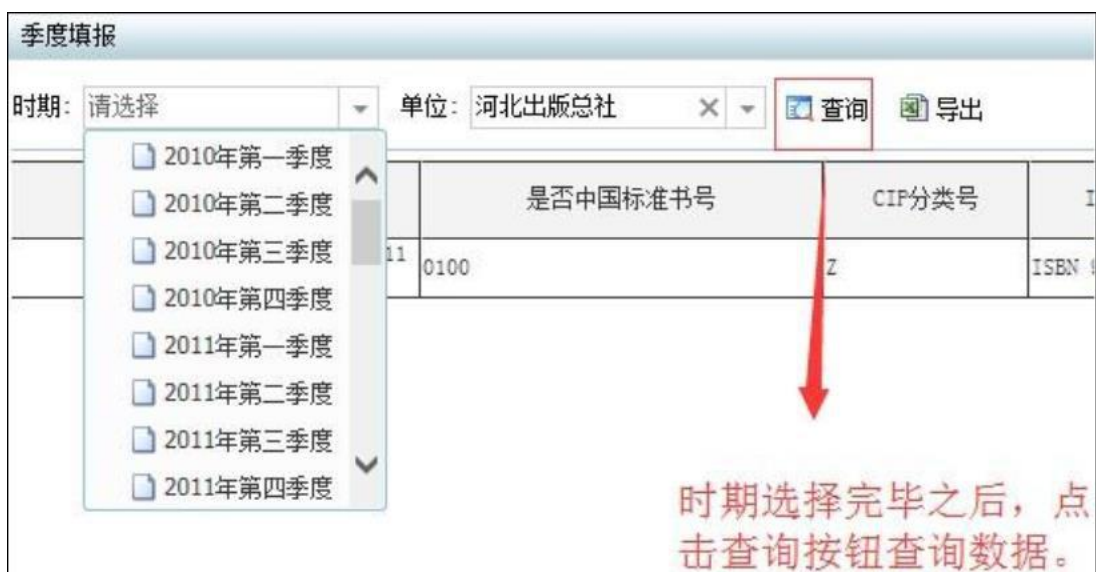 季度填报
时期: 请选择 单位: 河北出版总社 查询 导出
2010年第一季度
2010年第二季度
2010年第三季度
2010年第四季度
2011年第一季度
2011年第二季度
2011年第三季度
2011年第四季度
是否中国标准书号 CIP分类号 I
11 0100 Z ISBN 9
时期选择完毕之后，点
击查询按钮查询数据。